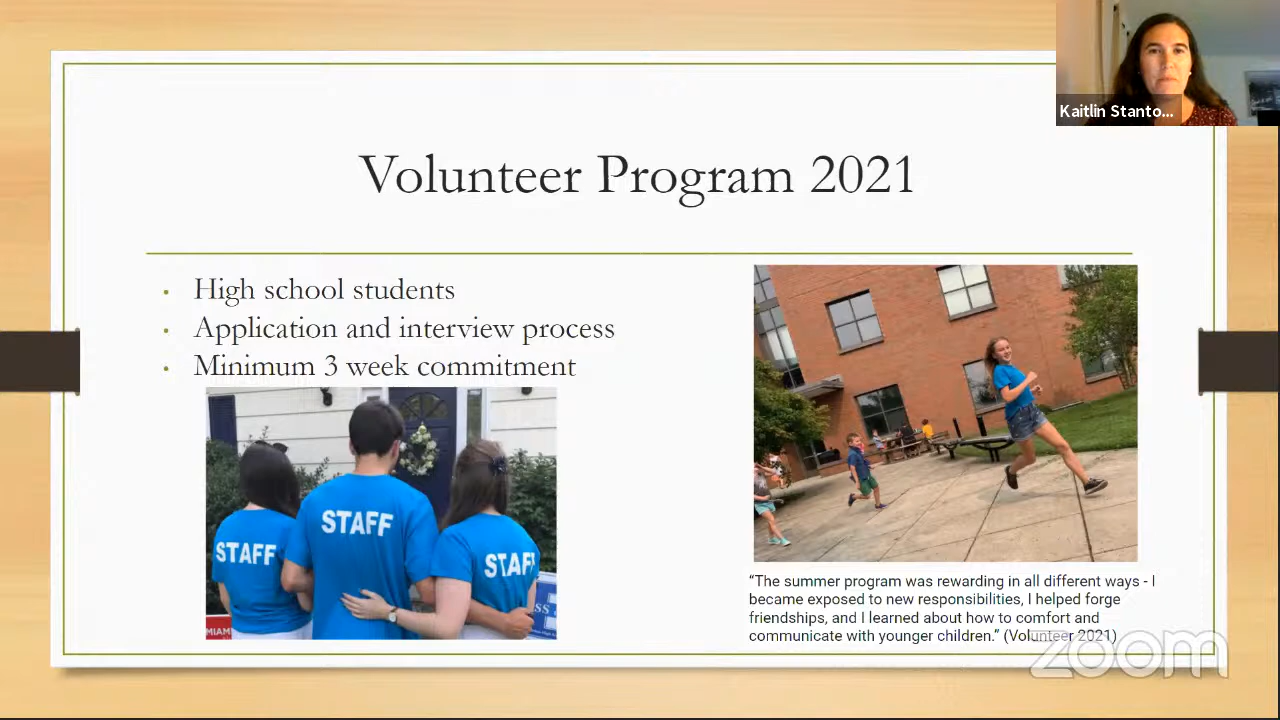 Kaitlin Stanto...
Volunteer Program 2021
• High school students
• Application and interview process
• Minimum 3 week commitment
STAFF
STAFF
STAFF
MIAM
SS
“The summer program was rewarding in all different ways - I
became exposed to new responsibilities, I helped forge
friendships, and I learned about how to comfort and
communicate with younger children.” (Volunteer 2021)
zoom